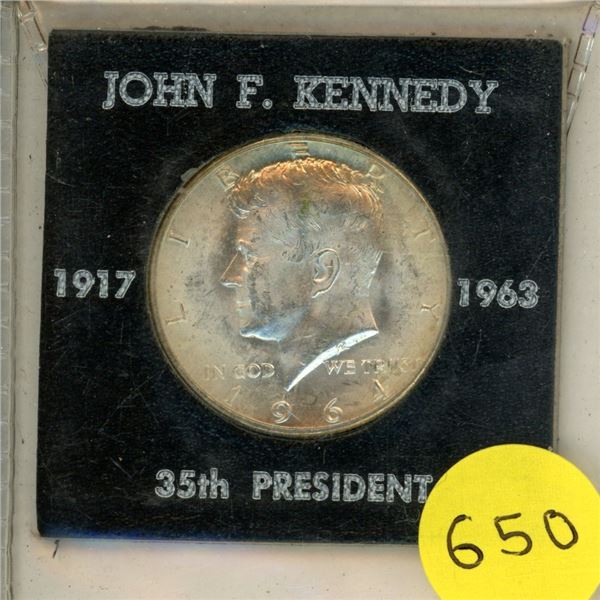 JOHN F. KENNEDY
LIBERTY
1917
1963
IN GOD WE TRUST
1964
35th PRESIDENT
650